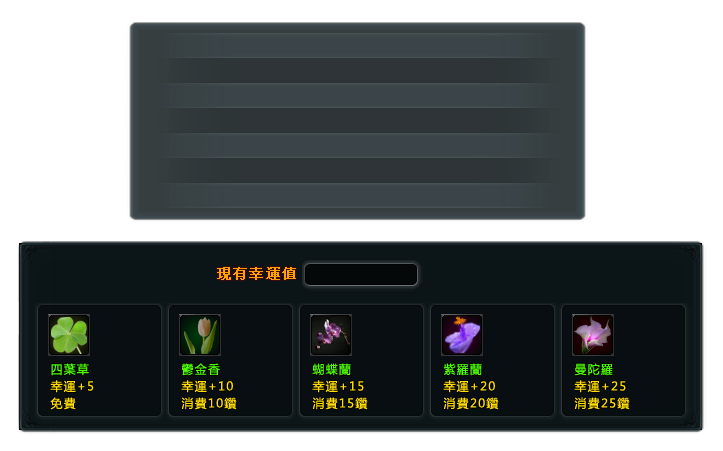 現有幸運值
四葉草
幸運+5
免費
鬱金香
幸運+10
消費10鑽
蝴蝶蘭
幸運+15
消費15鑽
紫羅蘭
幸運+20
消費20鑽
曼陀羅
幸運+25
消費25鑽